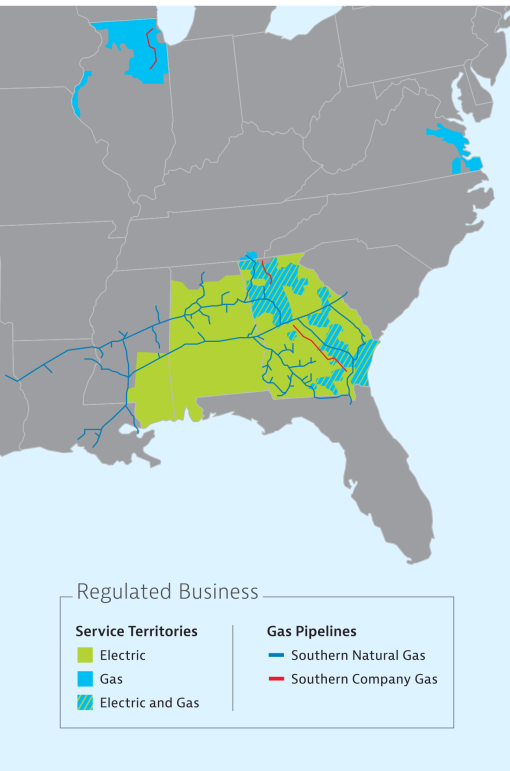 Regulated Business
Service Territories
Electric
Gas
Electric and Gas
Gas Pipelines
Southern Natural Gas
Southern Company Gas